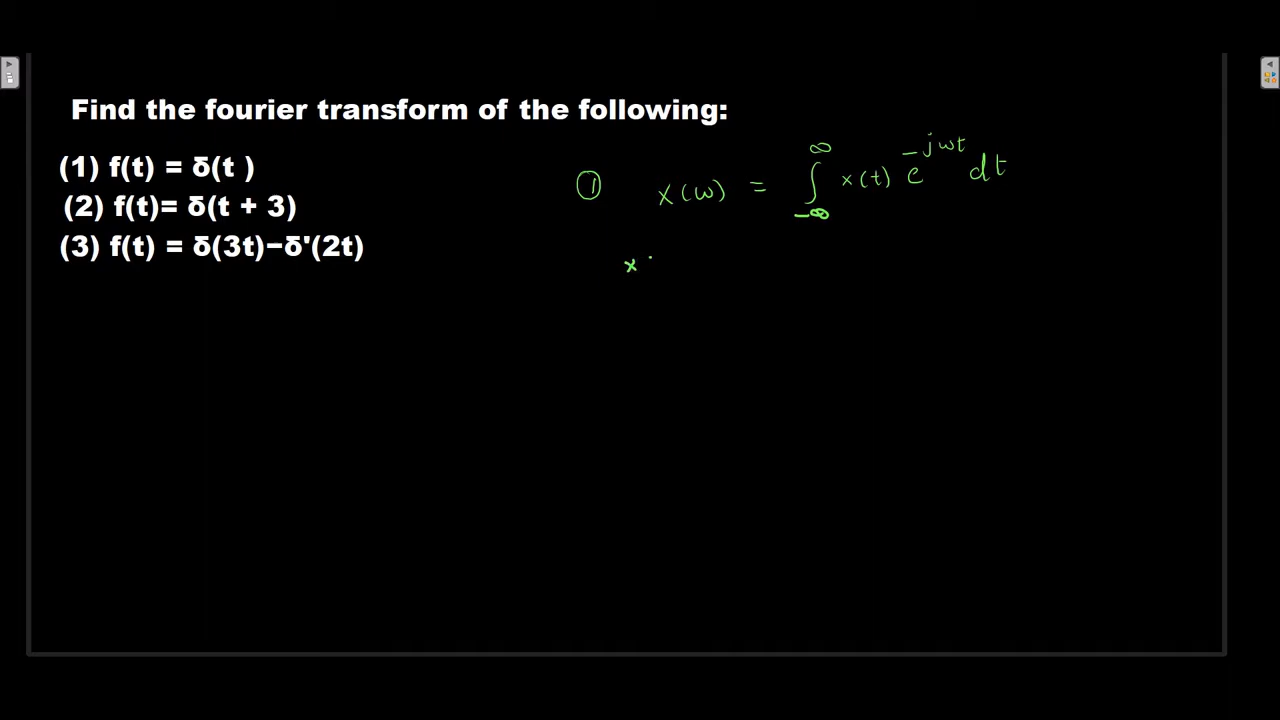 Find the fourier transform of the following:
(1) f(t) = δ(t )
(2) f(t)= δ(t + 3)
(3) f(t) = δ(3t)−δ'(2t)
① X(ω) = ∫_{-∞}^{∞} x(t) e^{-jωt} dt
x